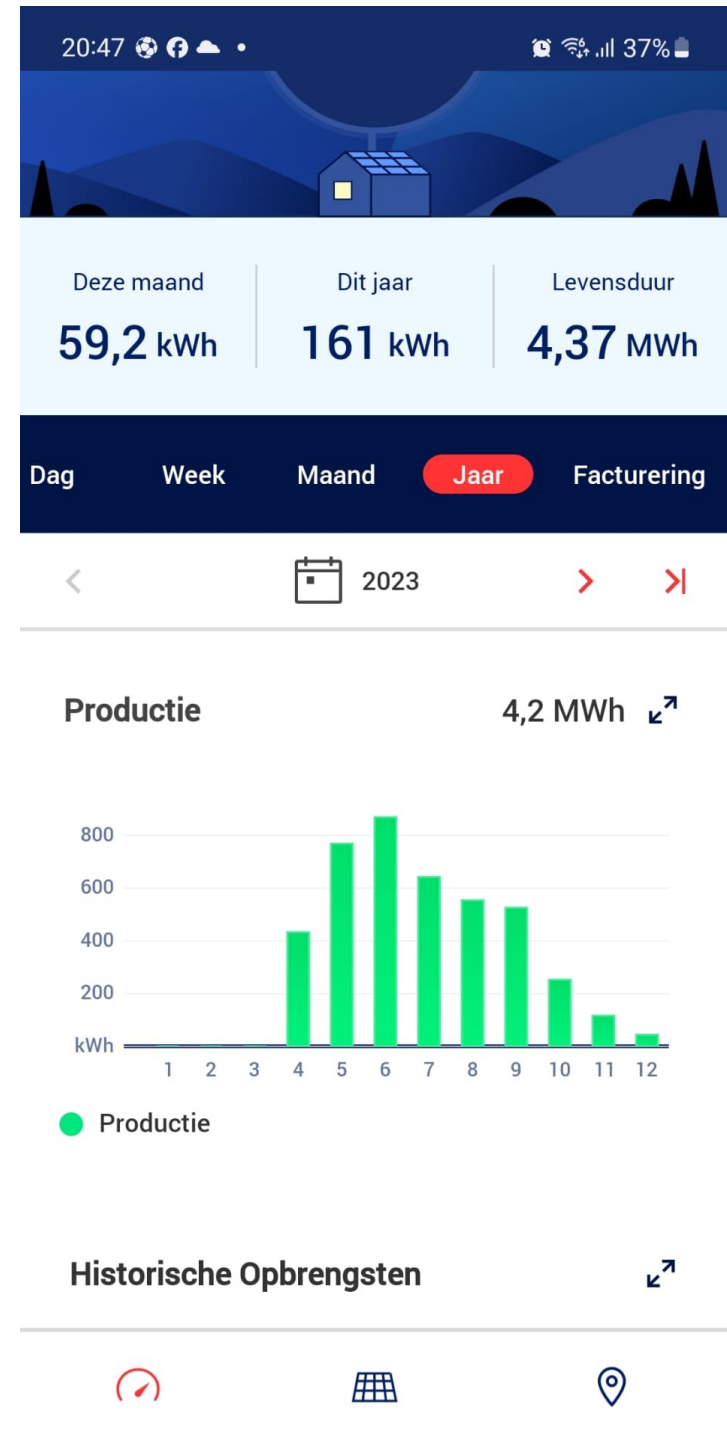 20:47 37%
Deze maand Dit jaar Levensduur
59,2 kWh 161 kWh 4,37 MWh
Dag Week Maand Jaar Facturering
2023
Productie 4,2 MWh
800
600
400
200
kWh
1 2 3 4 5 6 7 8 9 10 11 12
Productie
Historische Opbrengsten